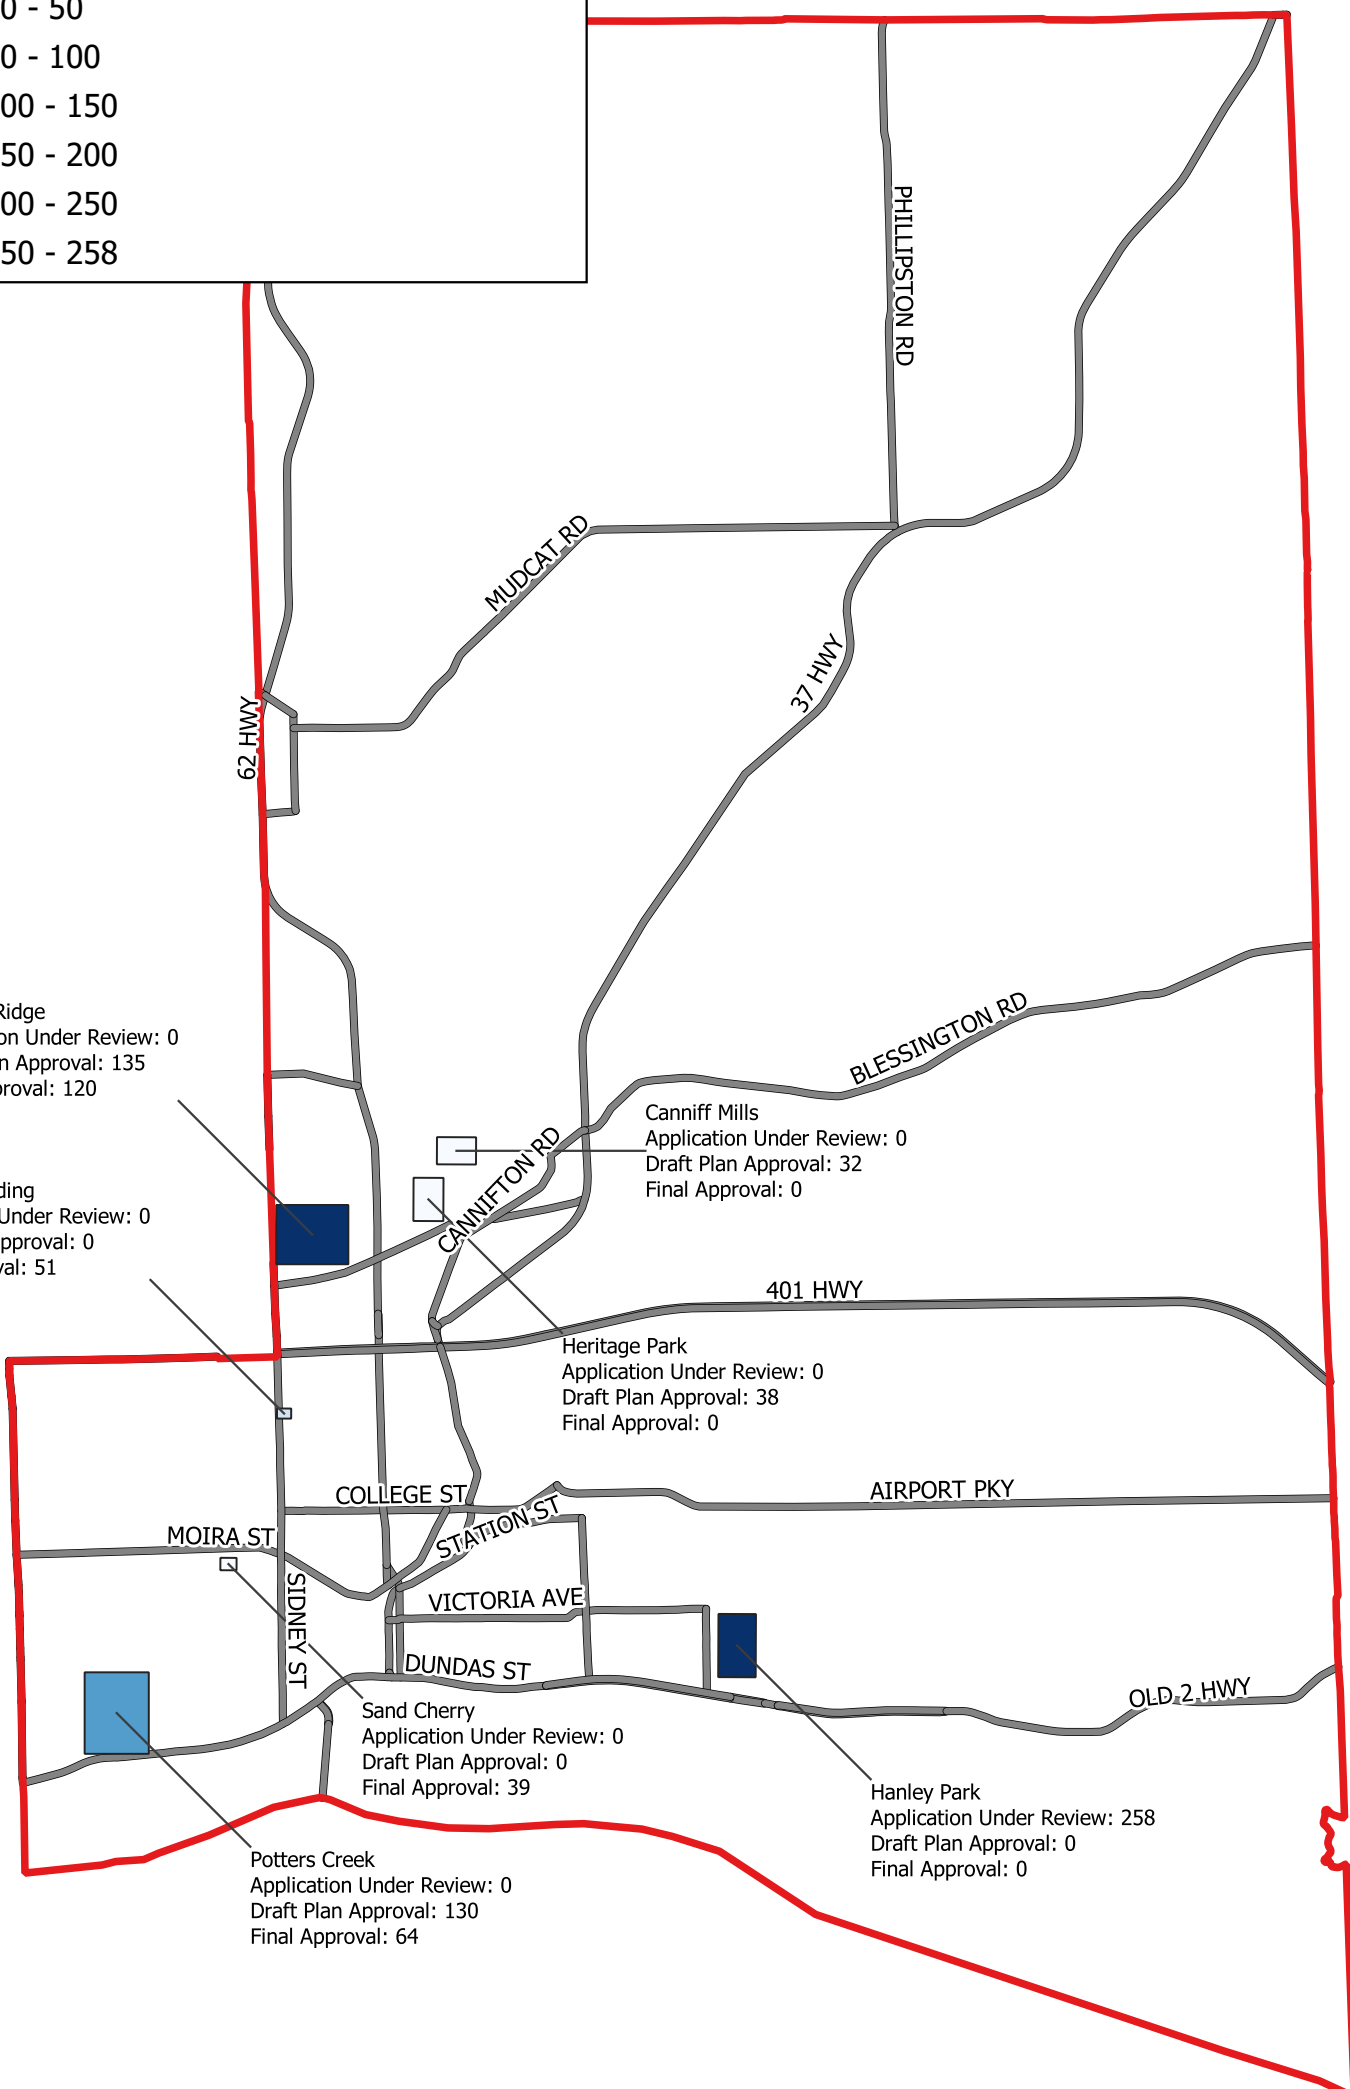 0 - 50
0 - 100
00 - 150
50 - 200
00 - 250
50 - 258
PHILLIPSTON RD
MUDCAT RD
37 HWY
62 HWY
BLESSINGTON RD
Ridge
on Under Review: 0
n Approval: 135
proval: 120
Canniff Mills
Application Under Review: 0
Draft Plan Approval: 32
Final Approval: 0
CANNIFTON RD
ding
Under Review: 0
pproval: 0
val: 51
401 HWY
Heritage Park
Application Under Review: 0
Draft Plan Approval: 38
Final Approval: 0
COLLEGE ST
AIRPORT PKY
STATION ST
MOIRA ST
SIDNEY ST
VICTORIA AVE
DUNDAS ST
OLD 2 HWY
Sand Cherry
Application Under Review: 0
Draft Plan Approval: 0
Final Approval: 39
Hanley Park
Application Under Review: 258
Draft Plan Approval: 0
Final Approval: 0
Potters Creek
Application Under Review: 0
Draft Plan Approval: 130
Final Approval: 64